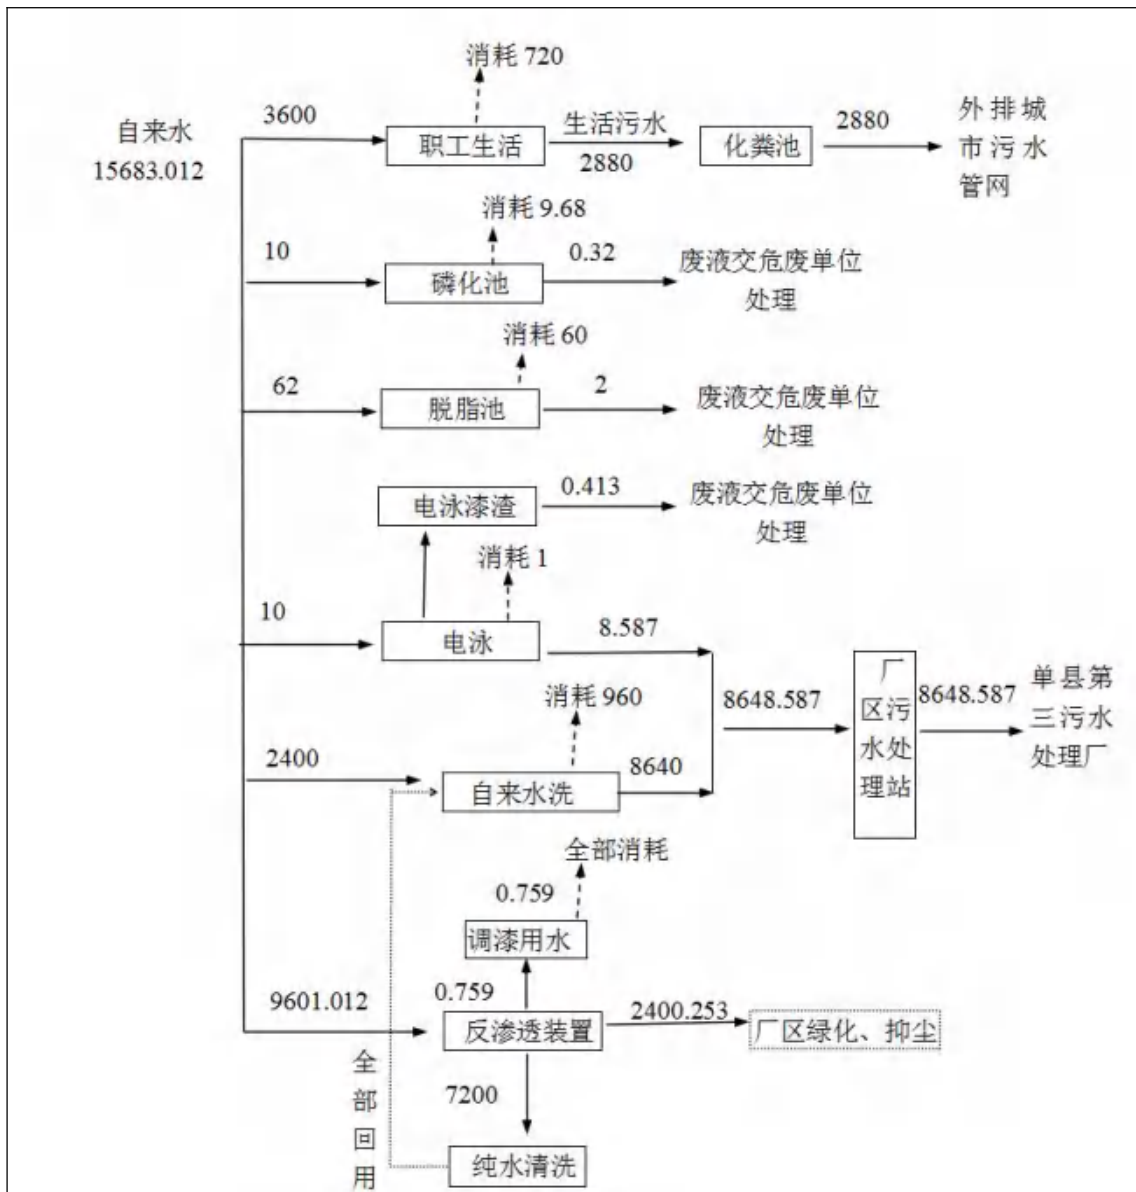 消耗 720
自来水
15683.012
3600
职工生活
生活污水
2880
化粪池
2880
外排城
市污水
管网
消耗 9.68
10
磷化池
0.32
废液交危废单位
处理
消耗 60
62
脱脂池
2
废液交危废单位
处理
电泳漆渣
0.413
废液交危废单位
处理
消耗 1
10
电泳
8.587
消耗 960
2400
自来水洗
8640
8648.587
厂
区污
水处
理站
8648.587
单县第
三污水
处理厂
全部消耗
0.759
调漆用水
0.759
9601.012
反渗透装置
2400.253
厂区绿化、抑尘
7200
纯水清洗
全
部
回
用